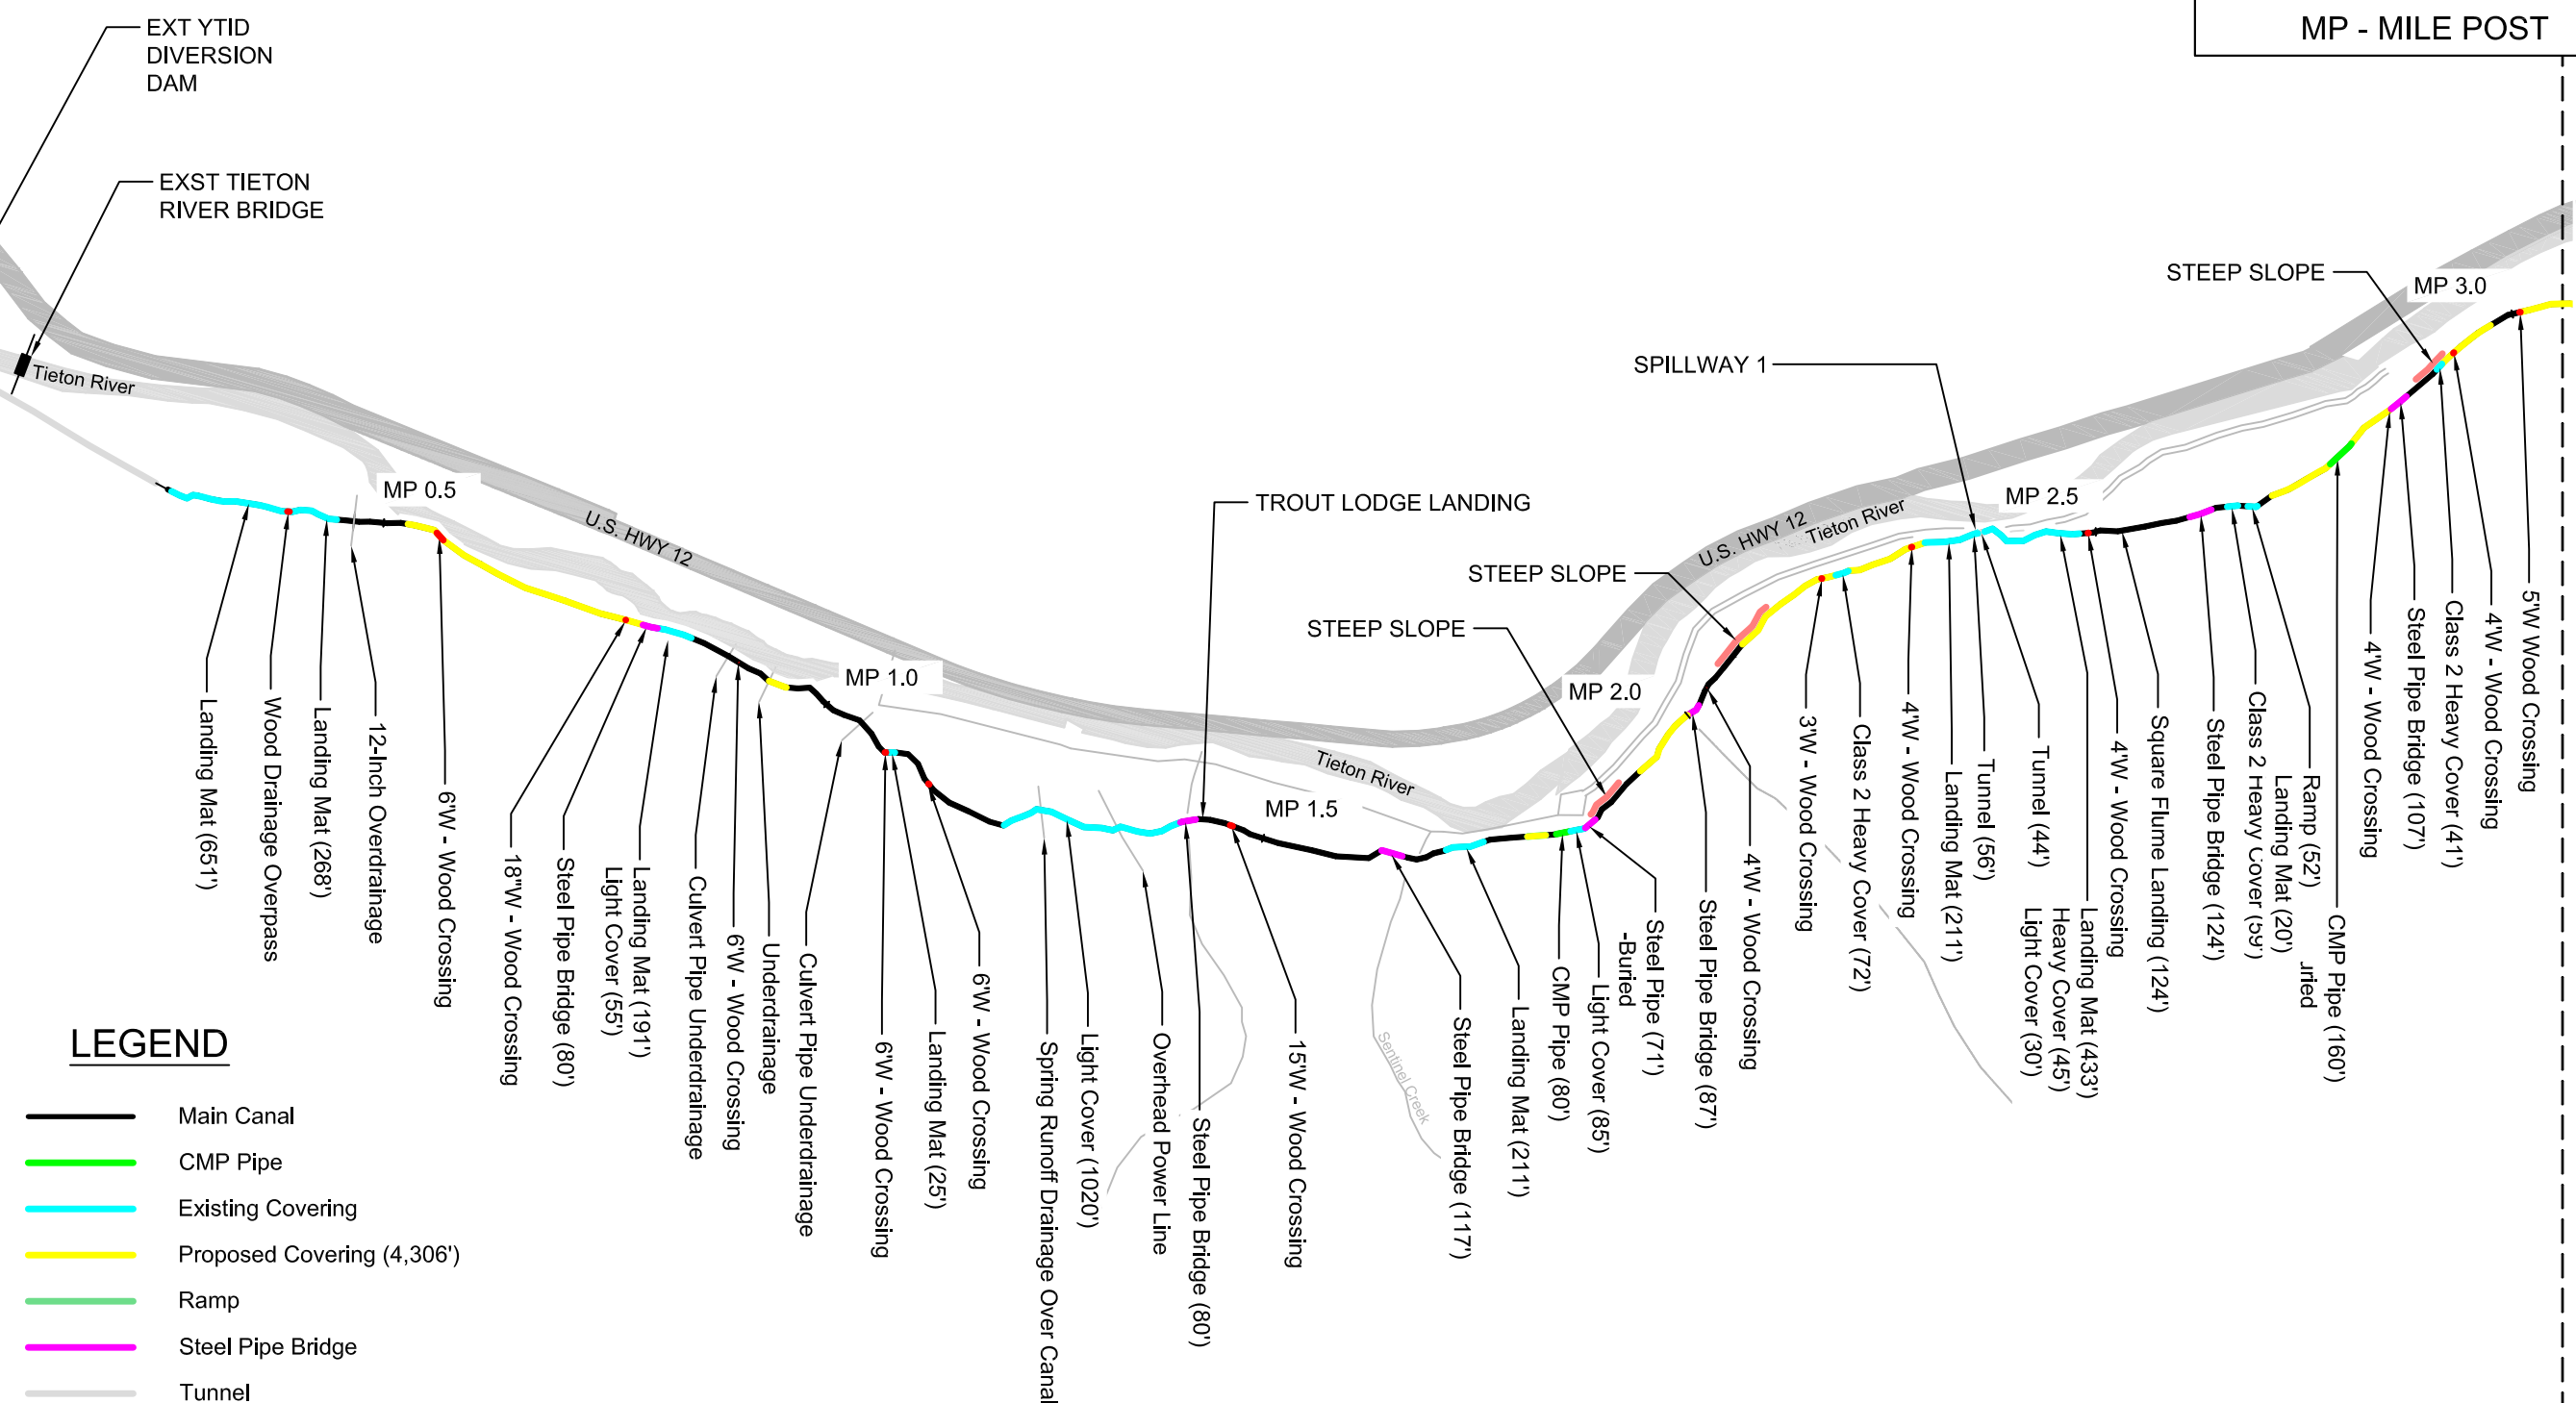 MP - MILE POST
EXT YTID
DIVERSION
DAM
EXST TIETON
RIVER BRIDGE
Tieton River
MP 0.5
U.S. HWY 12
MP 1.0
TROUT LODGE LANDING
MP 1.5
Tieton River
STEEP SLOPE
STEEP SLOPE
MP 2.0
U.S. HWY 12
Tieton River
SPILLWAY 1
MP 2.5
STEEP SLOPE
MP 3.0
Landing Mat (651')
Wood Drainage Overpass
Landing Mat (268')
12-Inch Overdrainage
6'W - Wood Crossing
18"W - Wood Crossing
Steel Pipe Bridge (80')
Landing Mat (191')
Light Cover (55')
Culvert Pipe Underdrainage
6'W - Wood Crossing
Underdrainage
Culvert Pipe Underdrainage
6'W - Wood Crossing
Landing Mat (25')
6'W - Wood Crossing
Spring Runoff Drainage Over Canal
Light Cover (1020')
Overhead Power Line
Steel Pipe Bridge (80')
15'W - Wood Crossing
Sentinel Creek
Steel Pipe Bridge (117')
Landing Mat (211')
CMP Pipe (80')
Light Cover (85')
Steel Pipe (71')
-Buried
Steel Pipe Bridge (87')
4'W - Wood Crossing
3'W - Wood Crossing
Class 2 Heavy Cover (72')
4'W - Wood Crossing
Landing Mat (211')
Tunnel (56')
Tunnel (44')
Landing Mat (433')
Heavy Cover (45')
Light Cover (30')
4'W - Wood Crossing
Square Flume Landing (124')
Steel Pipe Bridge (124')
Class 2 Heavy Cover (59')
Ramp (52')
Landing Mat (20')
CMP Pipe (160')
4'W - Wood Crossing
Steel Pipe Bridge (107')
Class 2 Heavy Cover (41')
4'W - Wood Crossing
5'W Wood Crossing
LEGEND
Main Canal
CMP Pipe
Existing Covering
Proposed Covering (4,306')
Ramp
Steel Pipe Bridge
Tunnel